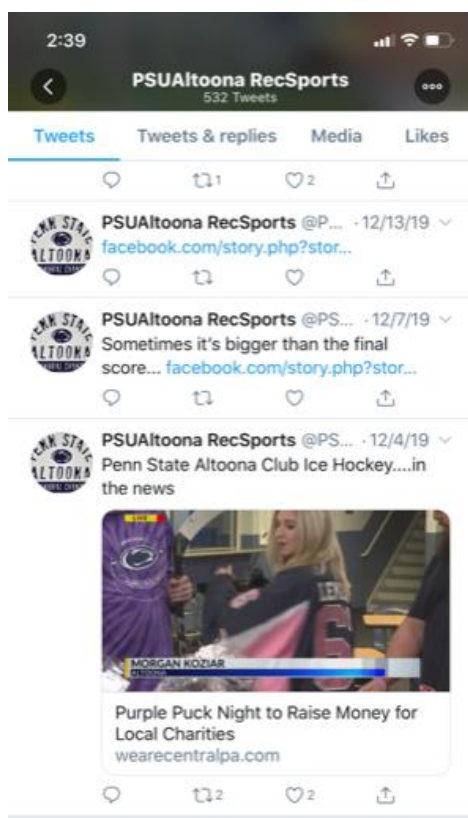 2:39
PSUAltoona RecSports
532 Tweets
Tweets Tweets & replies Media Likes
1 2
PSUAltoona RecSports @P... · 12/13/19
facebook.com/story.php?stor...
PSUAltoona RecSports @PS... · 12/7/19
Sometimes it's bigger than the final
score... facebook.com/story.php?stor...
PSUAltoona RecSports @PS... · 12/4/19
Penn State Altoona Club Ice Hockey....in
the news
LIVE
MORGAN KOZIAR
ALTOONA
Purple Puck Night to Raise Money for
Local Charities
wearecentralpa.com
2 2